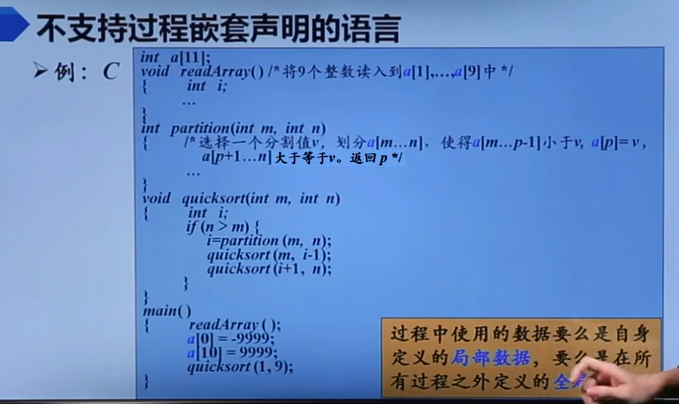 不支持过程嵌套声明的语言
➢例：C
int a[11];
void readArray() /*将9个整数读入到a[1],…,a[9]中 */
{ int i;
…
}
int partition(int m, int n)
{ /*选择一个分割值v，划分a[m…n]，使得a[m…p-1]小于v, a[p]= v，
a[p+1…n]大于等于v。返回 p */
…
}
void quicksort(int m, int n)
{ int i;
if (n > m) {
i=partition (m, n);
quicksort (m, i-1);
quicksort (i+1, n);
}
}
main( )
{ readArray ( );
a[0] = -9999;
a[10] = 9999;
quicksort (1, 9);
}
过程中使用的数据要么是自身
定义的局部数据，要么是在所
有过程之外定义的全